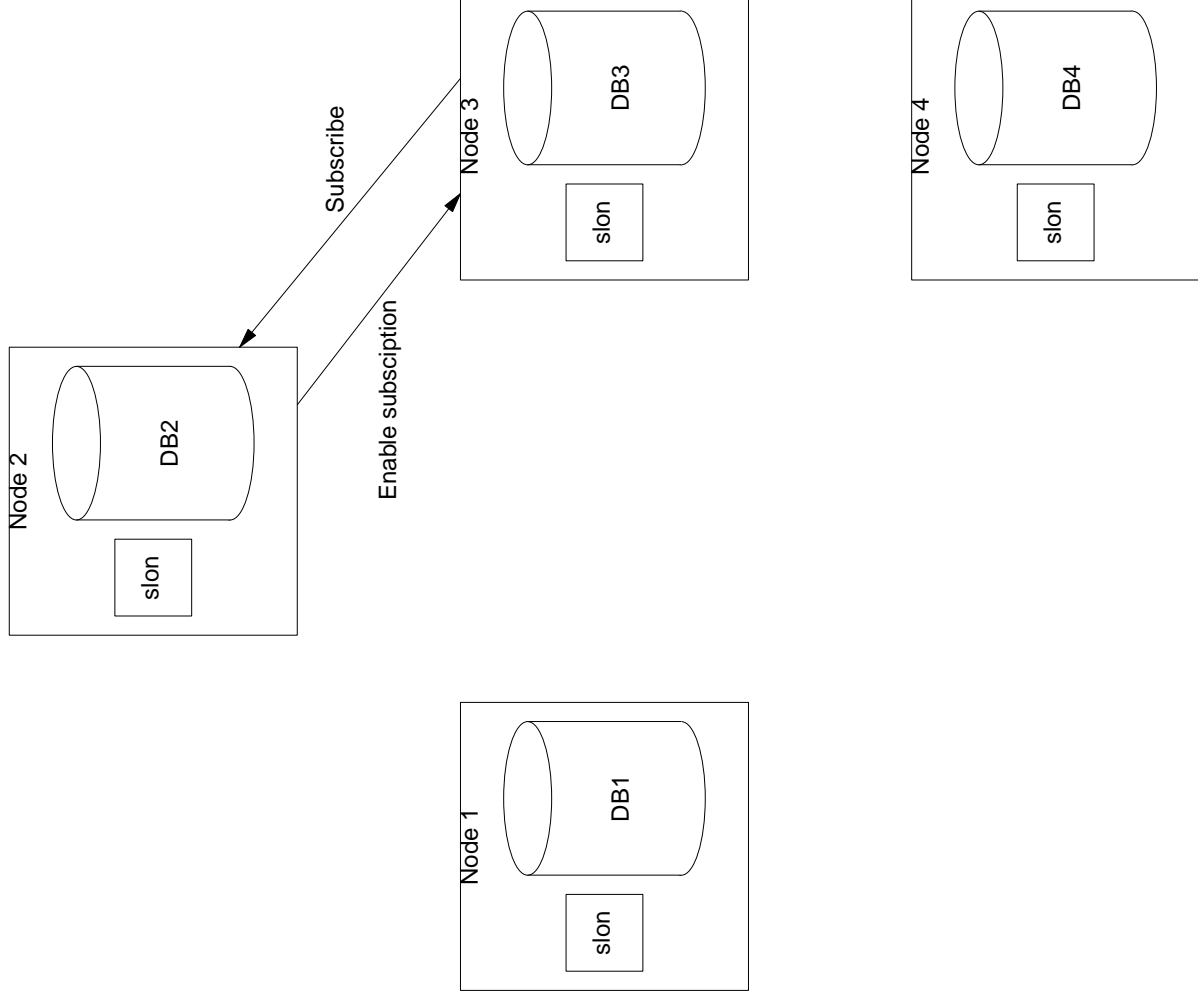 Node 2
DB2
slon
Subscribe
Enable subsciption
Node 3
DB3
slon
Node 1
DB1
slon
Node 4
DB4
slon